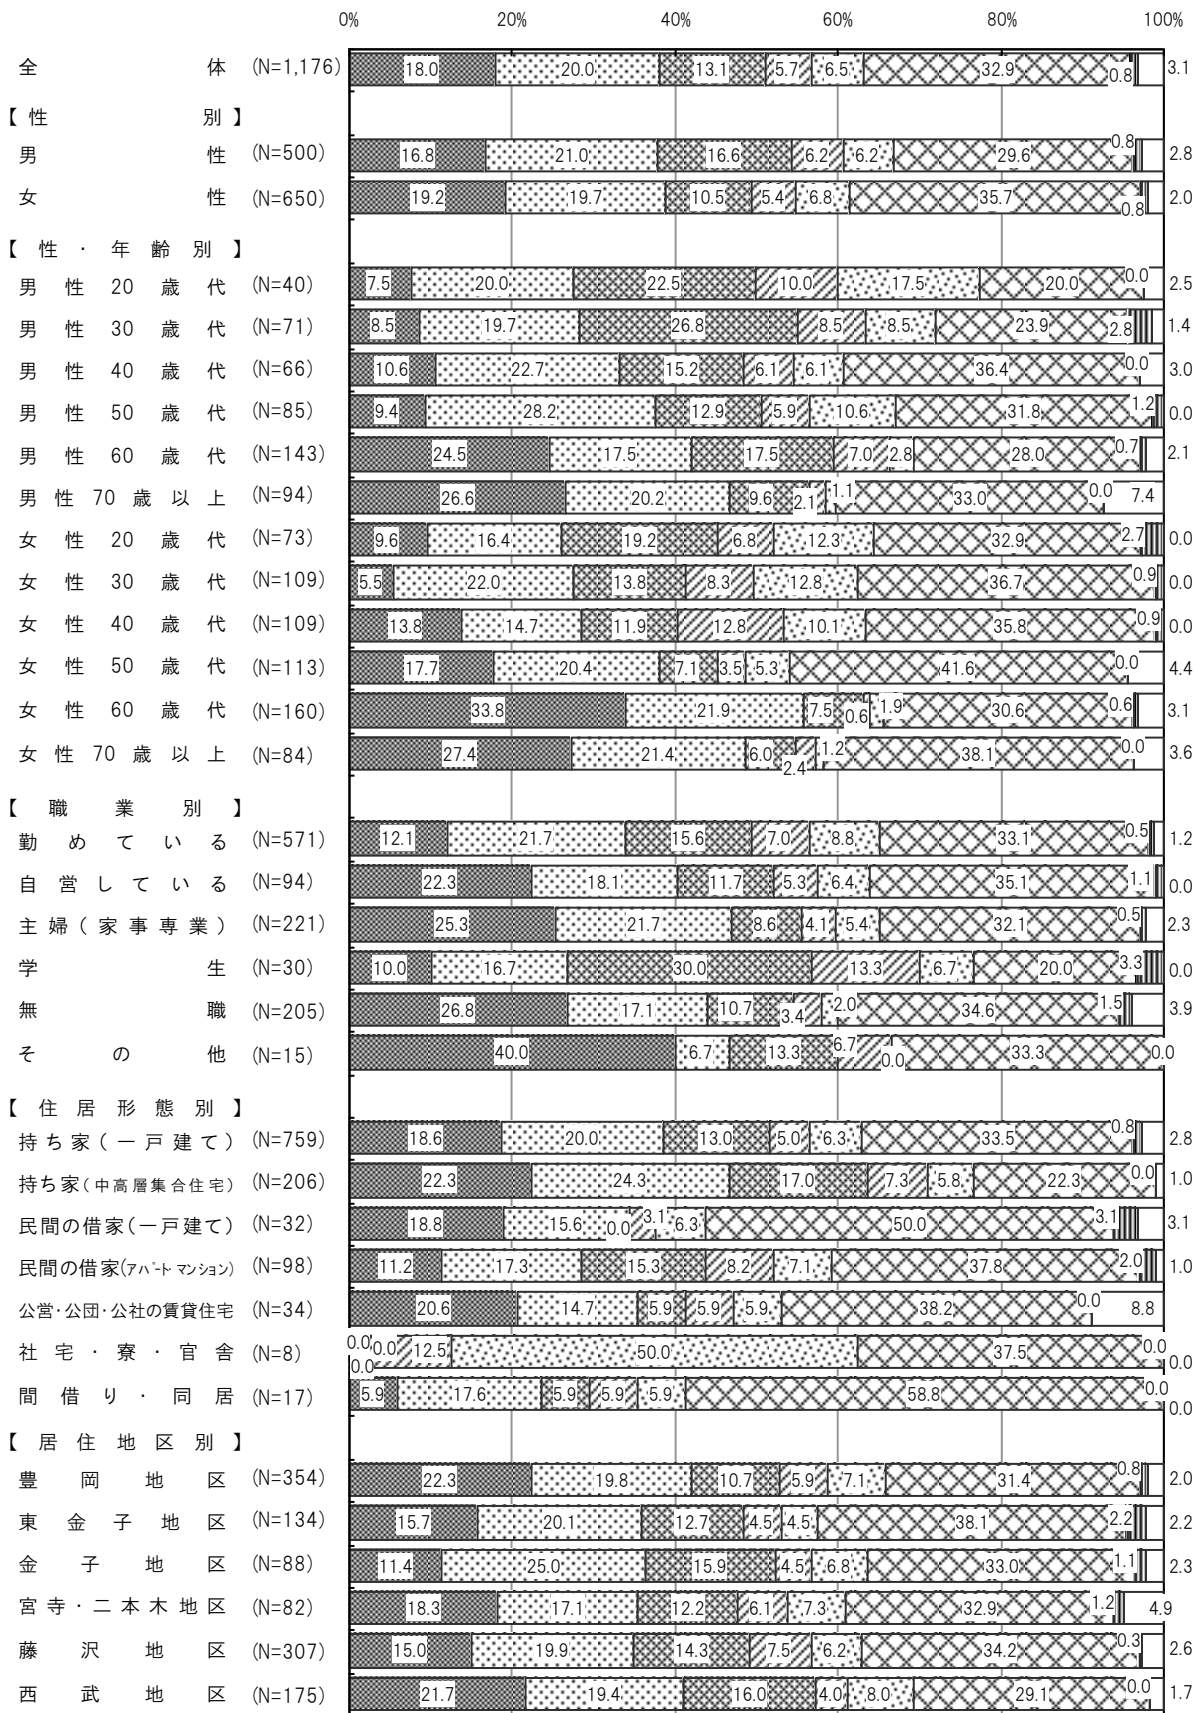 0% 20% 40% 60% 80% 100%
全体 (N=1,176) 18.0 20.0 13.1 5.7 6.5 32.9 0.8 3.1
【性別】
男性 (N=500) 16.8 21.0 16.6 6.2 6.2 29.6 0.8 2.8
女性 (N=650) 19.2 19.7 10.5 5.4 6.8 35.7 0.8 2.0
【性・年齢別】
男性20歳代 (N=40) 7.5 20.0 22.5 10.0 17.5 20.0 0.0 2.5
男性30歳代 (N=71) 8.5 19.7 26.8 8.5 8.5 23.9 2.8 1.4
男性40歳代 (N=66) 10.6 22.7 15.2 6.1 6.1 36.4 0.0 3.0
男性50歳代 (N=85) 9.4 28.2 12.9 5.9 10.6 31.8 1.2 0.0
男性60歳代 (N=143) 24.5 17.5 17.5 7.0 2.8 28.0 0.7 2.1
男性70歳以上 (N=94) 26.6 20.2 9.6 2.1 1.1 33.0 0.0 7.4
女性20歳代 (N=73) 9.6 16.4 19.2 6.8 12.3 32.9 2.7 0.0
女性30歳代 (N=109) 5.5 22.0 13.8 8.3 12.8 36.7 0.9 0.0
女性40歳代 (N=109) 13.8 14.7 11.9 12.8 10.1 35.8 0.9 0.0
女性50歳代 (N=113) 17.7 20.4 7.1 3.5 5.3 41.6 0.0 4.4
女性60歳代 (N=160) 33.8 21.9 7.5 0.6 1.9 30.6 0.6 3.1
女性70歳以上 (N=84) 27.4 21.4 6.0 2.4 1.2 38.1 0.0 3.6
【職業別】
勤めている (N=571) 12.1 21.7 15.6 7.0 8.8 33.1 0.5 1.2
自営している (N=94) 22.3 18.1 11.7 5.3 6.4 35.1 1.1 0.0
主婦(家事専業) (N=221) 25.3 21.7 8.6 4.1 5.4 32.1 0.5 2.3
学生 (N=30) 10.0 16.7 30.0 13.3 6.7 20.0 3.3 0.0
無職 (N=205) 26.8 17.1 10.7 3.4 2.0 34.6 1.5 3.9
その他 (N=15) 40.0 6.7 13.3 6.7 0.0 33.3 0.0
【住居形態別】
持ち家(一戸建て) (N=759) 18.6 20.0 13.0 5.0 6.3 33.5 0.8 2.8
持ち家(中高層集合住宅) (N=206) 22.3 24.3 17.0 7.3 5.8 22.3 0.0 1.0
民間の借家(一戸建て) (N=32) 18.8 15.6 0.0 3.1 6.3 50.0 3.1 3.1
民間の借家(アパートマンション) (N=98) 11.2 17.3 15.3 8.2 7.1 37.8 2.0 1.0
公営・公団・公社の賃貸住宅 (N=34) 20.6 14.7 5.9 5.9 5.9 38.2 0.0 8.8
社宅・寮・官舎 (N=8) 0.0 0.0 0.0 12.5 50.0 37.5 0.0 0.0
間借り・同居 (N=17) 5.9 17.6 5.9 5.9 5.9 58.8 0.0 0.0
【居住地区別】
豊岡地区 (N=354) 22.3 19.8 10.7 5.9 7.1 31.4 0.8 2.0
東金子地区 (N=134) 15.7 20.1 12.7 4.5 4.5 38.1 2.2 2.2
金子地区 (N=88) 11.4 25.0 15.9 4.5 6.8 33.0 1.1 2.3
宮寺・二本木地区 (N=82) 18.3 17.1 12.2 6.1 7.3 32.9 1.2 4.9
藤沢地区 (N=307) 15.0 19.9 14.3 7.5 6.2 34.2 0.3 2.6
西武地区 (N=175) 21.7 19.4 16.0 4.0 8.0 29.1 0.0 1.7